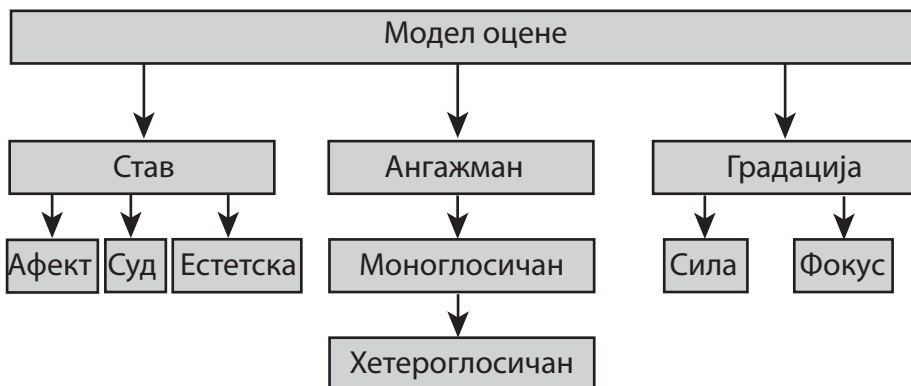 Модел оцене
Став
Ангажман
Градација
Афект
Суд
Естетска
Моноглосичан
Сила
Фокус
Хетероглосичан